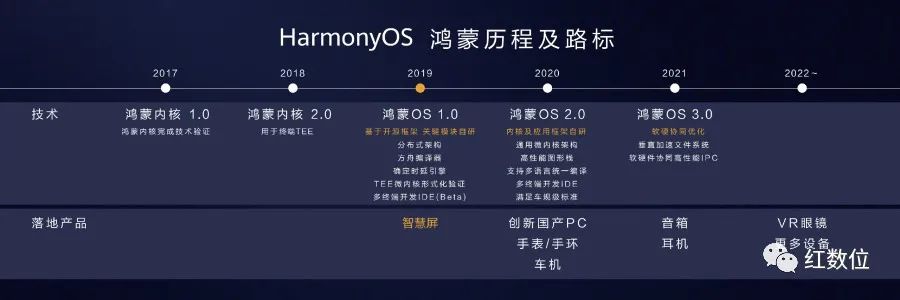 HarmonyOS 鸿蒙历程及路标
2017 2018 2019 2020 2021 2022~
技术
鸿蒙内核 1.0
鸿蒙内核完成技术验证
鸿蒙内核 2.0
用于终端TEE
鸿蒙OS 1.0
基于开源框架 关键模块自研
分布式架构
方舟编译器
确定时延引擎
TEE微内核形式化验证
多终端开发IDE(Beta)
鸿蒙OS 2.0
内核及应用框架自研
通用微内核架构
高性能图形栈
支持多语言统一编译
多终端开发IDE
满足车规级标准
鸿蒙OS 3.0
软硬协同优化
垂直加速文件系统
软硬件协同高性能IPC
落地产品
智慧屏
创新国产PC
手表/手环
车机
音箱
耳机
VR眼镜
更多设备
红数位